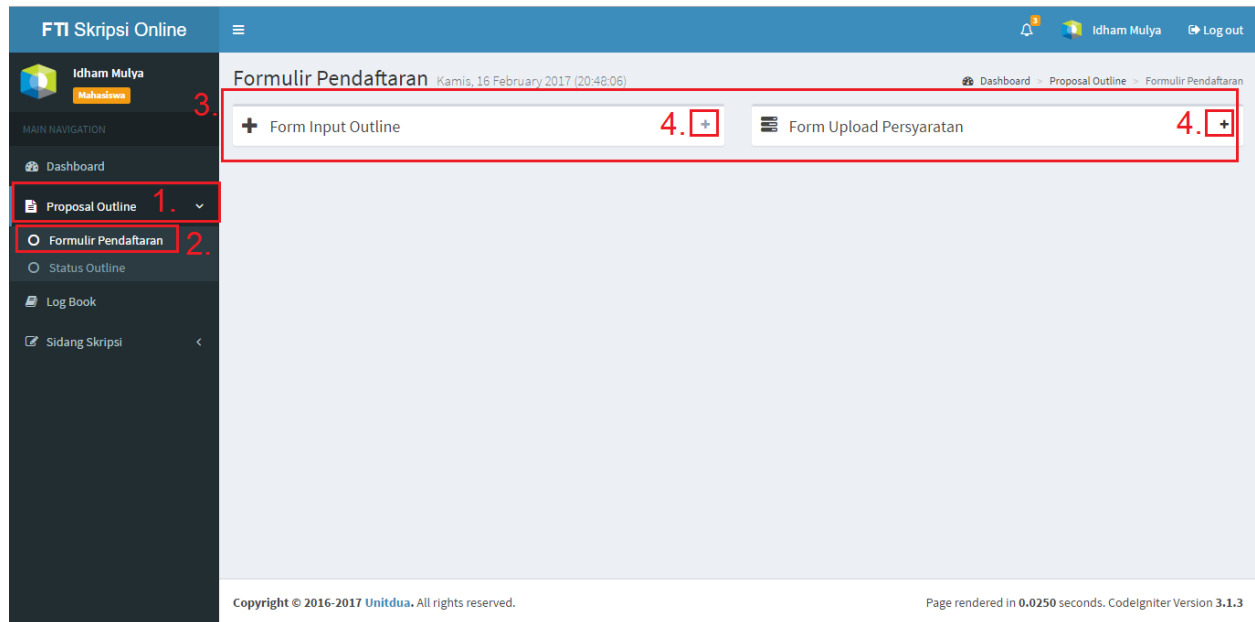 FTI Skripsi Online
3
Idham Mulya
Log out
Idham Mulya
Mahasiswa
MAIN NAVIGATION
Dashboard
Proposal Outline
1.
Formulir Pendaftaran
2.
Status Outline
Log Book
Sidang Skripsi
Formulir Pendaftaran Kamis, 16 February 2017 (20:48:06)
Dashboard > Proposal Outline > Formulir Pendaftaran
3.
Form Input Outline
4.
+
Form Upload Persyaratan
4.
+
Copyright © 2016-2017 Unitdua. All rights reserved.
Page rendered in 0.0250 seconds. CodeIgniter Version 3.1.3